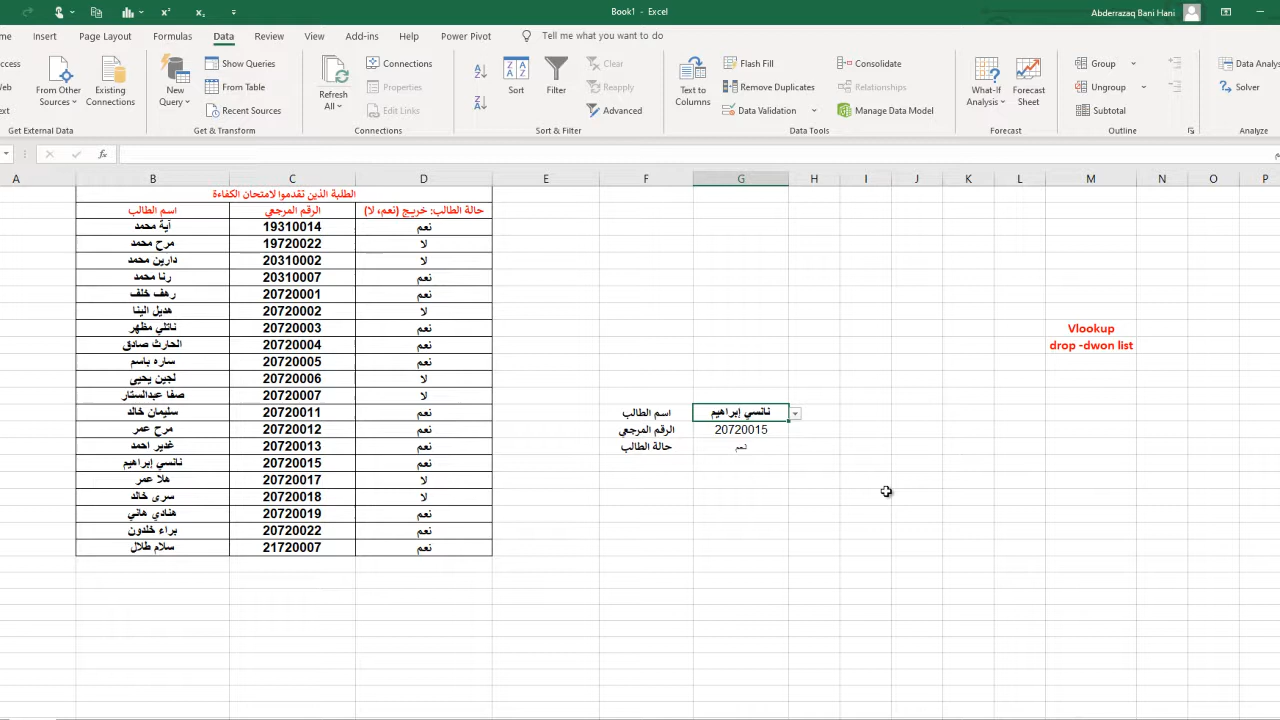 Book1 - Excel
Abderrazaq Bani Hani
Insert Page Layout Formulas Data Review View Add-ins Help Power Pivot Tell me what you want to do
From Other Sources
Existing Connections
New Query
Show Queries
From Table
Recent Sources
Refresh All
Connections
Properties
Edit Links
Sort
Filter
Clear
Reapply
Advanced
Text to Columns
Flash Fill
Remove Duplicates
Data Validation
Consolidate
Relationships
Manage Data Model
What-If Analysis
Forecast Sheet
Group
Ungroup
Subtotal
Data Analy
Solver
Get External Data Get & Transform Connections Sort & Filter Data Tools Forecast Outline Analyze
fx
A B C D E F G H I J K L M N O P
الطلبة الذين تقدموا لامتحان الكفاءة
اسم الطالب الرقم المرجعي حالة الطالب: خريج (نعم، لا)
آية محمد 19310014 نعم
مرح محمد 19720022 لا
دارين محمد 20310002 لا
رنا محمد 20310007 نعم
رهف خلف 20720001 نعم
هديل البنا 20720002 لا
ناتلي مظهر 20720003 نعم
الحارث صادق 20720004 نعم
ساره باسم 20720005 نعم
لجين يحيى 20720006 لا
صفا عبدالستار 20720007 لا
سليمان خالد 20720011 نعم
مرح عمر 20720012 نعم
غدير احمد 20720013 نعم
نانسي إبراهيم 20720015 نعم
هلا عمر 20720017 لا
سرى خالد 20720018 لا
هنادي هاني 20720019 نعم
براء خلدون 20720022 نعم
سلام طلال 21720007 نعم
اسم الطالب نانسي إبراهيم
الرقم المرجعي 20720015
حالة الطالب نعم
Vlookup
drop -dwon list